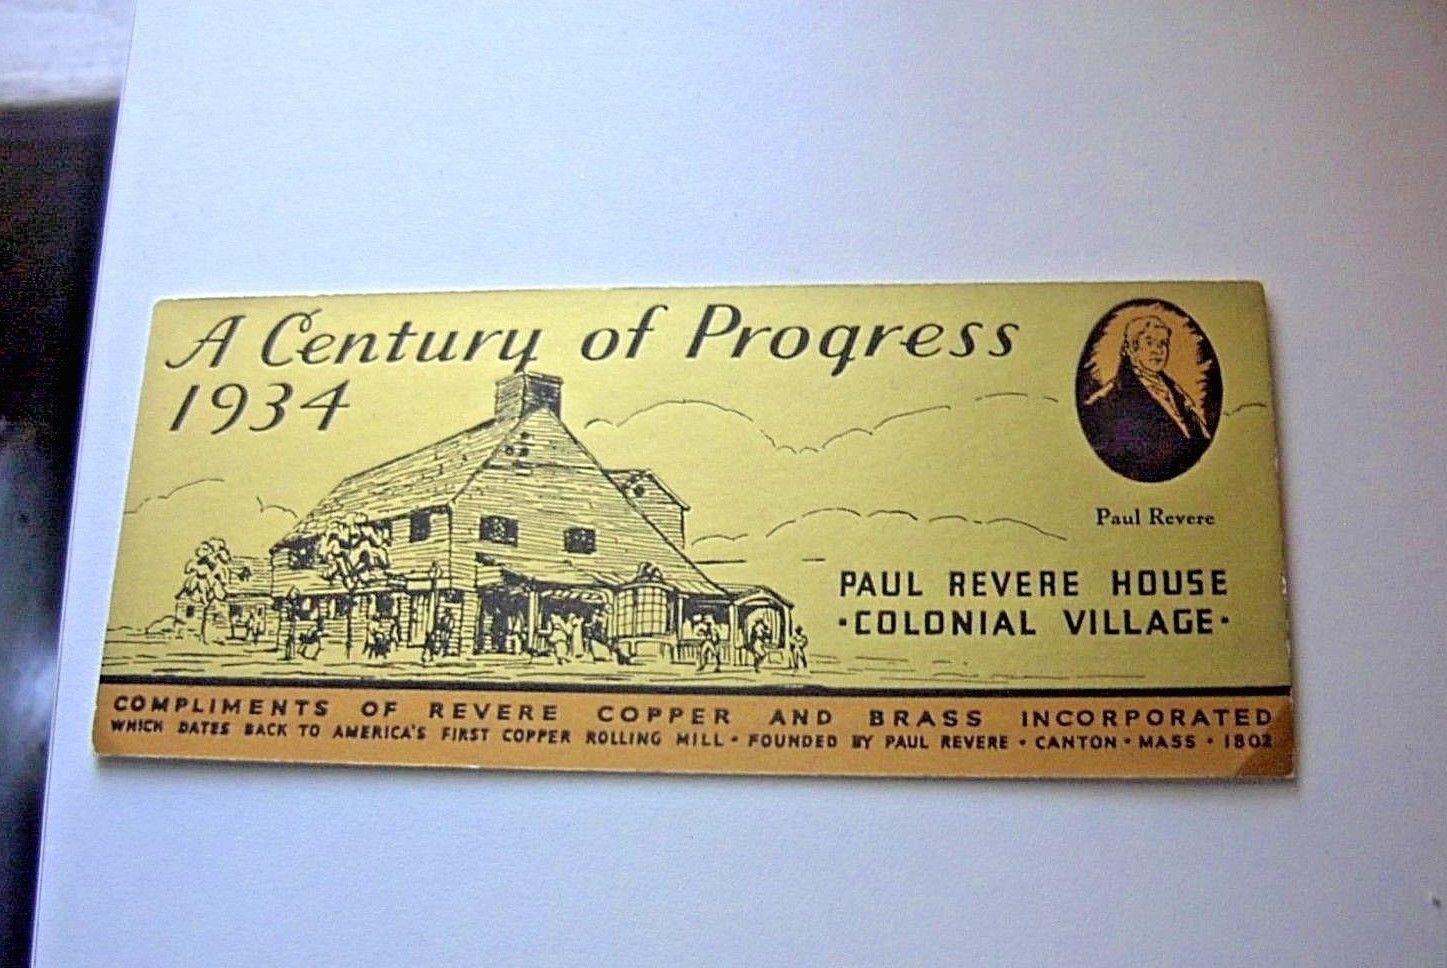 A Century of Progress
1934
Paul Revere
PAUL REVERE HOUSE
·COLONIAL VILLAGE·
COMPLIMENTS OF REVERE COPPER AND BRASS INCORPORATED
WHICH DATES BACK TO AMERICA'S FIRST COPPER ROLLING MILL · FOUNDED BY PAUL REVERE · CANTON · MASS · 1802